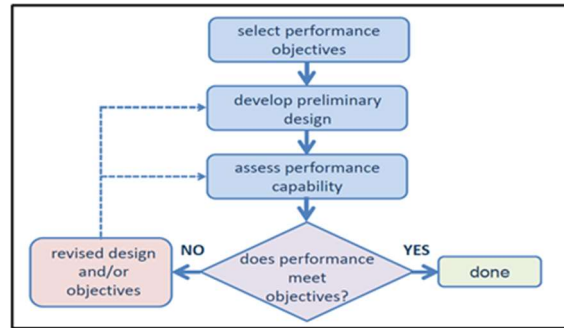 select performance
objectives
develop preliminary
design
assess performance
capability
NO
YES
revised design
and/or
objectives
does performance
meet
objectives?
done